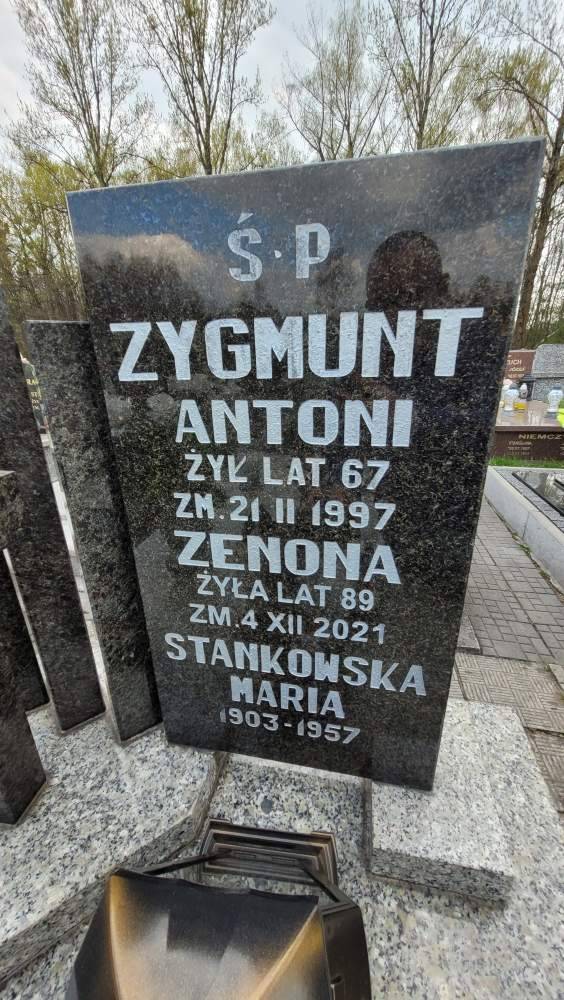 Ś.P
ZYGMUNT
ANTONI
ŻYŁ LAT 67
ZM. 21 II 1997
ZENONA
ŻYŁA LAT 89
ZM. 4 XII 2021
STANKOWSKA
MARIA
1903-1957
NIEMCZ